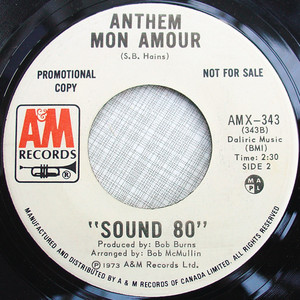 ANTHEM
MON AMOUR
(S.B. Hains)
PROMOTIONAL
COPY
NOT FOR SALE
A&M
RECORDS
®
AMX-343
(343B)
Daliric Music
(BMI)
Time: 2:30
SIDE 2
M A
P L
"SOUND 80"
Produced by: Bob Burns
Arranged by: Bob McMullin
℗ 1973 A&M Records Ltd.
MANUFACTURED AND DISTRIBUTED BY A&M RECORDS OF CANADA LIMITED. ALL RIGHTS RESERVED.